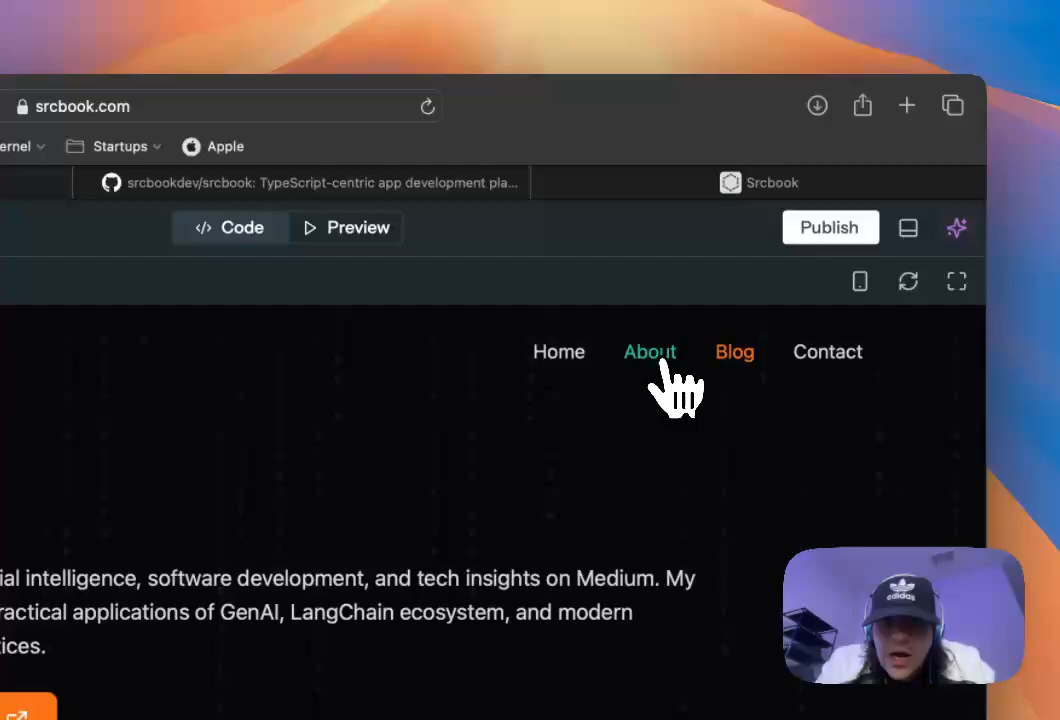 srcbook.com
ernel
Startups
Apple
srcbookdev/srcbook: TypeScript-centric app development pla...
Srcbook
</> Code
Preview
Publish
Home
About
Blog
Contact
ial intelligence, software development, and tech insights on Medium. My
ractical applications of GenAI, LangChain ecosystem, and modern
ices.
adidas